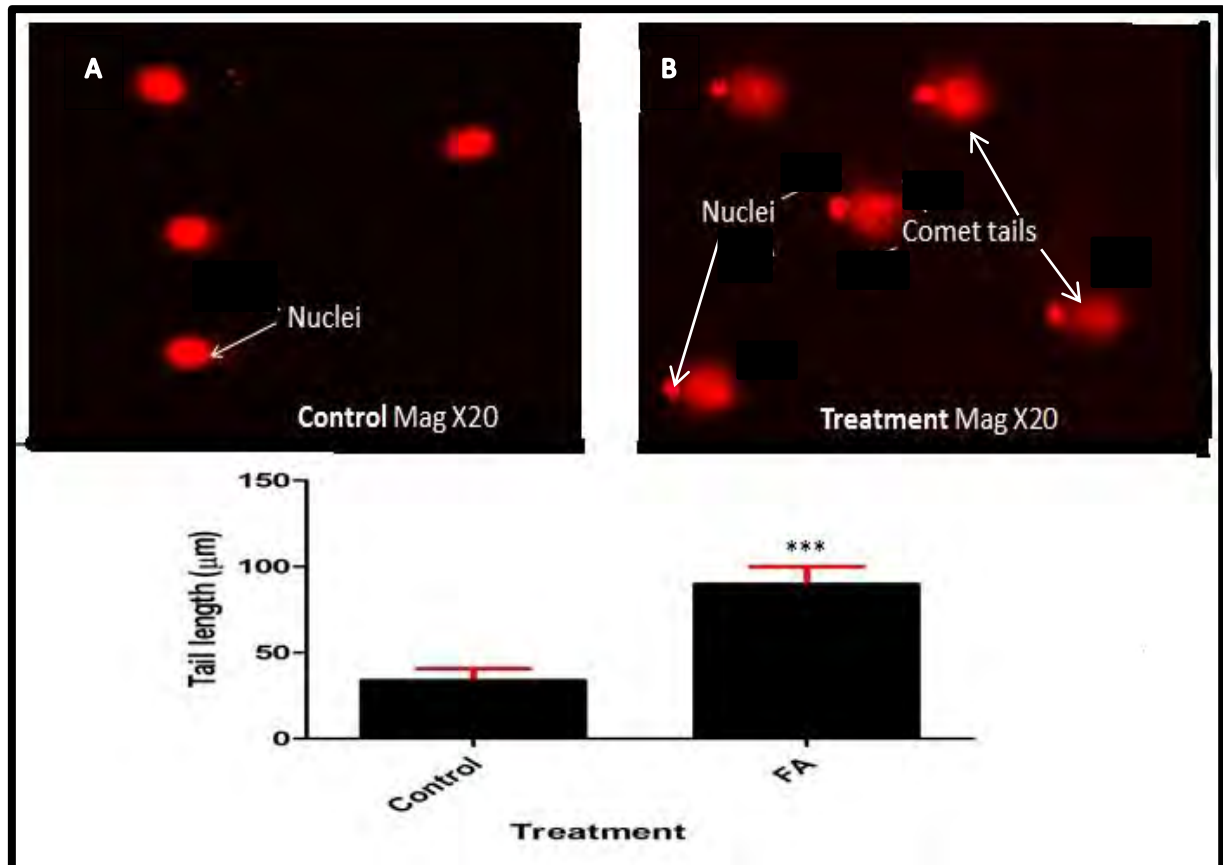 A
B
Nuclei
Control Mag X20
Nuclei
Comet tails
Treatment Mag X20
150
100
50
0
Tail length (μm)
***
Control
FA
Treatment